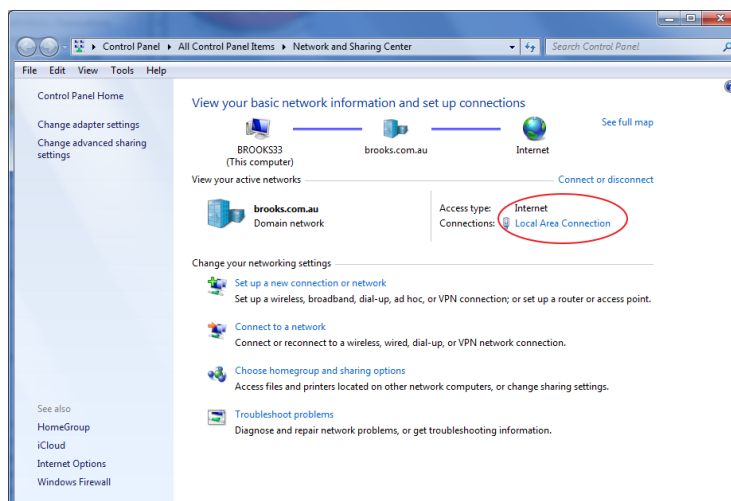 Control Panel All Control Panel Items Network and Sharing Center Search Control Panel
File Edit View Tools Help
Control Panel Home
Change adapter settings
Change advanced sharing
settings
See also
HomeGroup
iCloud
Internet Options
Windows Firewall
View your basic network information and set up connections
See full map
BROOKS33
(This computer)
brooks.com.au
Internet
View your active networks
Connect or disconnect
brooks.com.au
Domain network
Access type: Internet
Connections: Local Area Connection
Change your networking settings
Set up a new connection or network
Set up a wireless, broadband, dial-up, ad hoc, or VPN connection; or set up a router or access point.
Connect to a network
Connect or reconnect to a wireless, wired, dial-up, or VPN network connection.
Choose homegroup and sharing options
Access files and printers located on other network computers, or change sharing settings.
Troubleshoot problems
Diagnose and repair network problems, or get troubleshooting information.